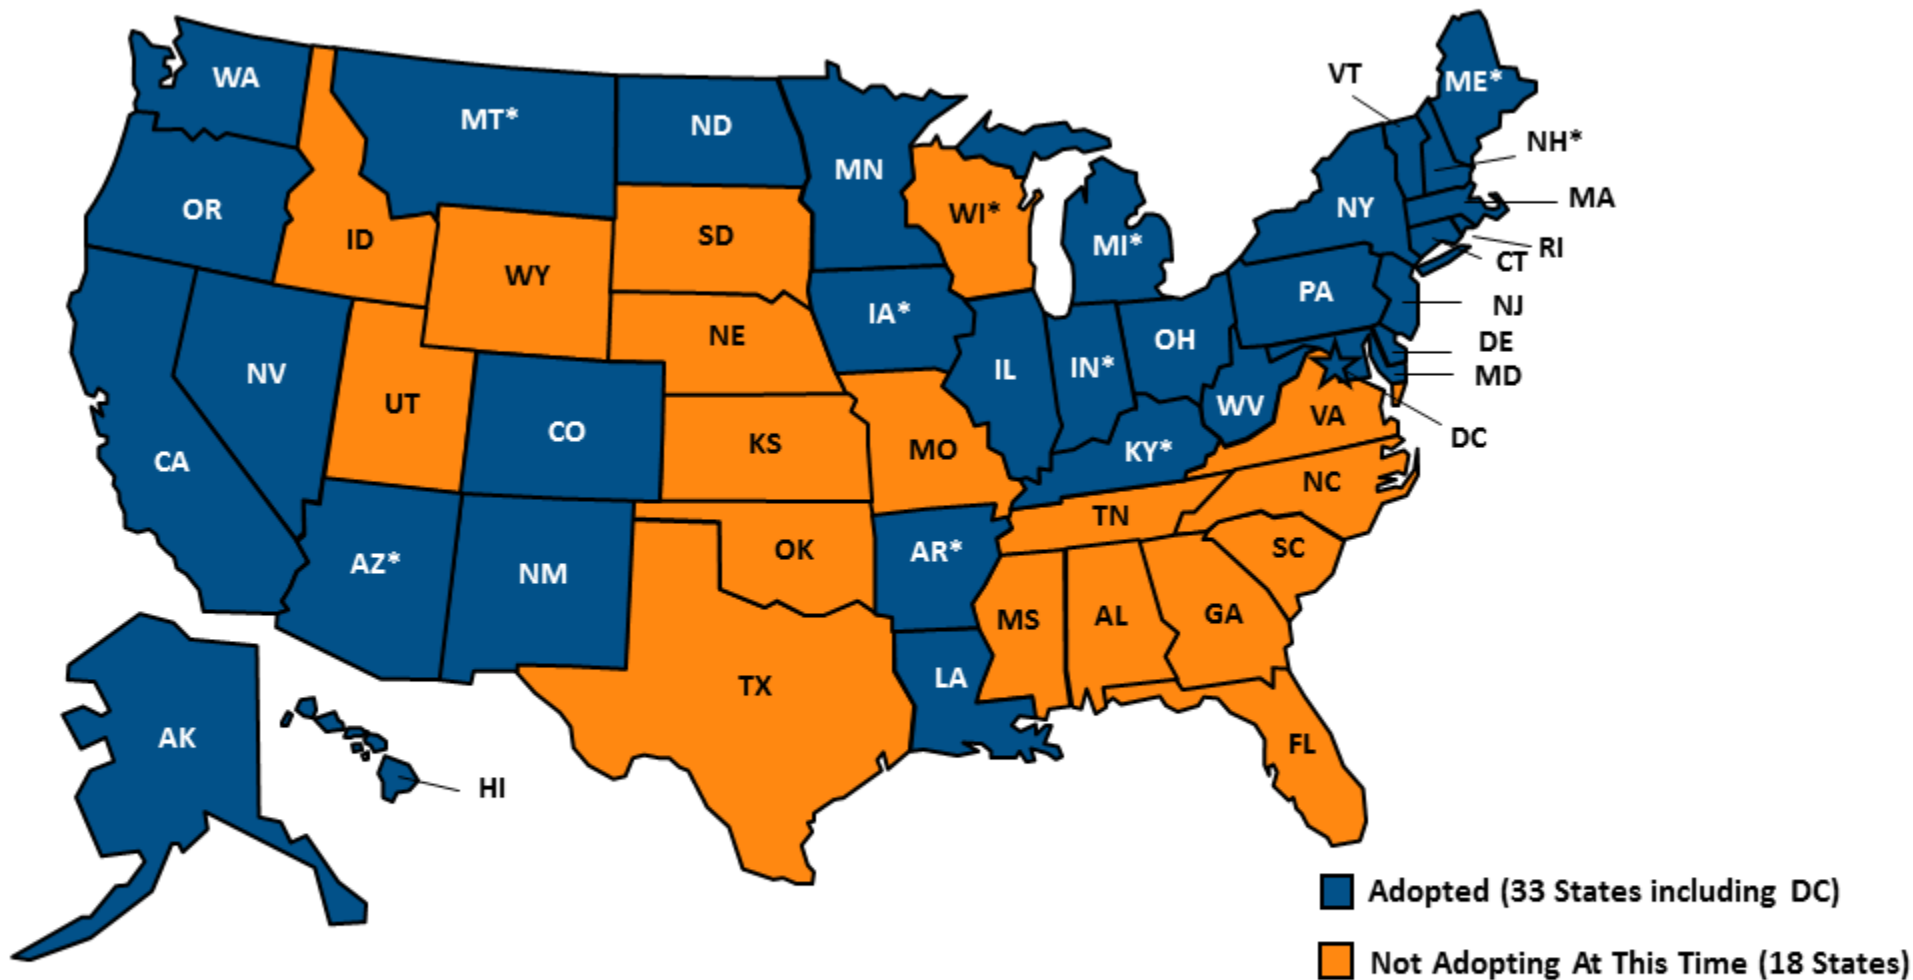 VT
ME*
WA
MT*
ND
NH*
MN
MA
OR
NY
WI*
ID
SD
MI*
RI
CT
WY
PA
NJ
IA*
NE
OH
DE
NV
IL
IN*
MD
UT
WV
VA
CO
KS
DC
CA
MO
KY*
NC
TN
AZ*
NM
OK
AR*
SC
MS
AL
GA
TX
LA
AK
FL
HI
Adopted (33 States including DC)
Not Adopting At This Time (18 States)